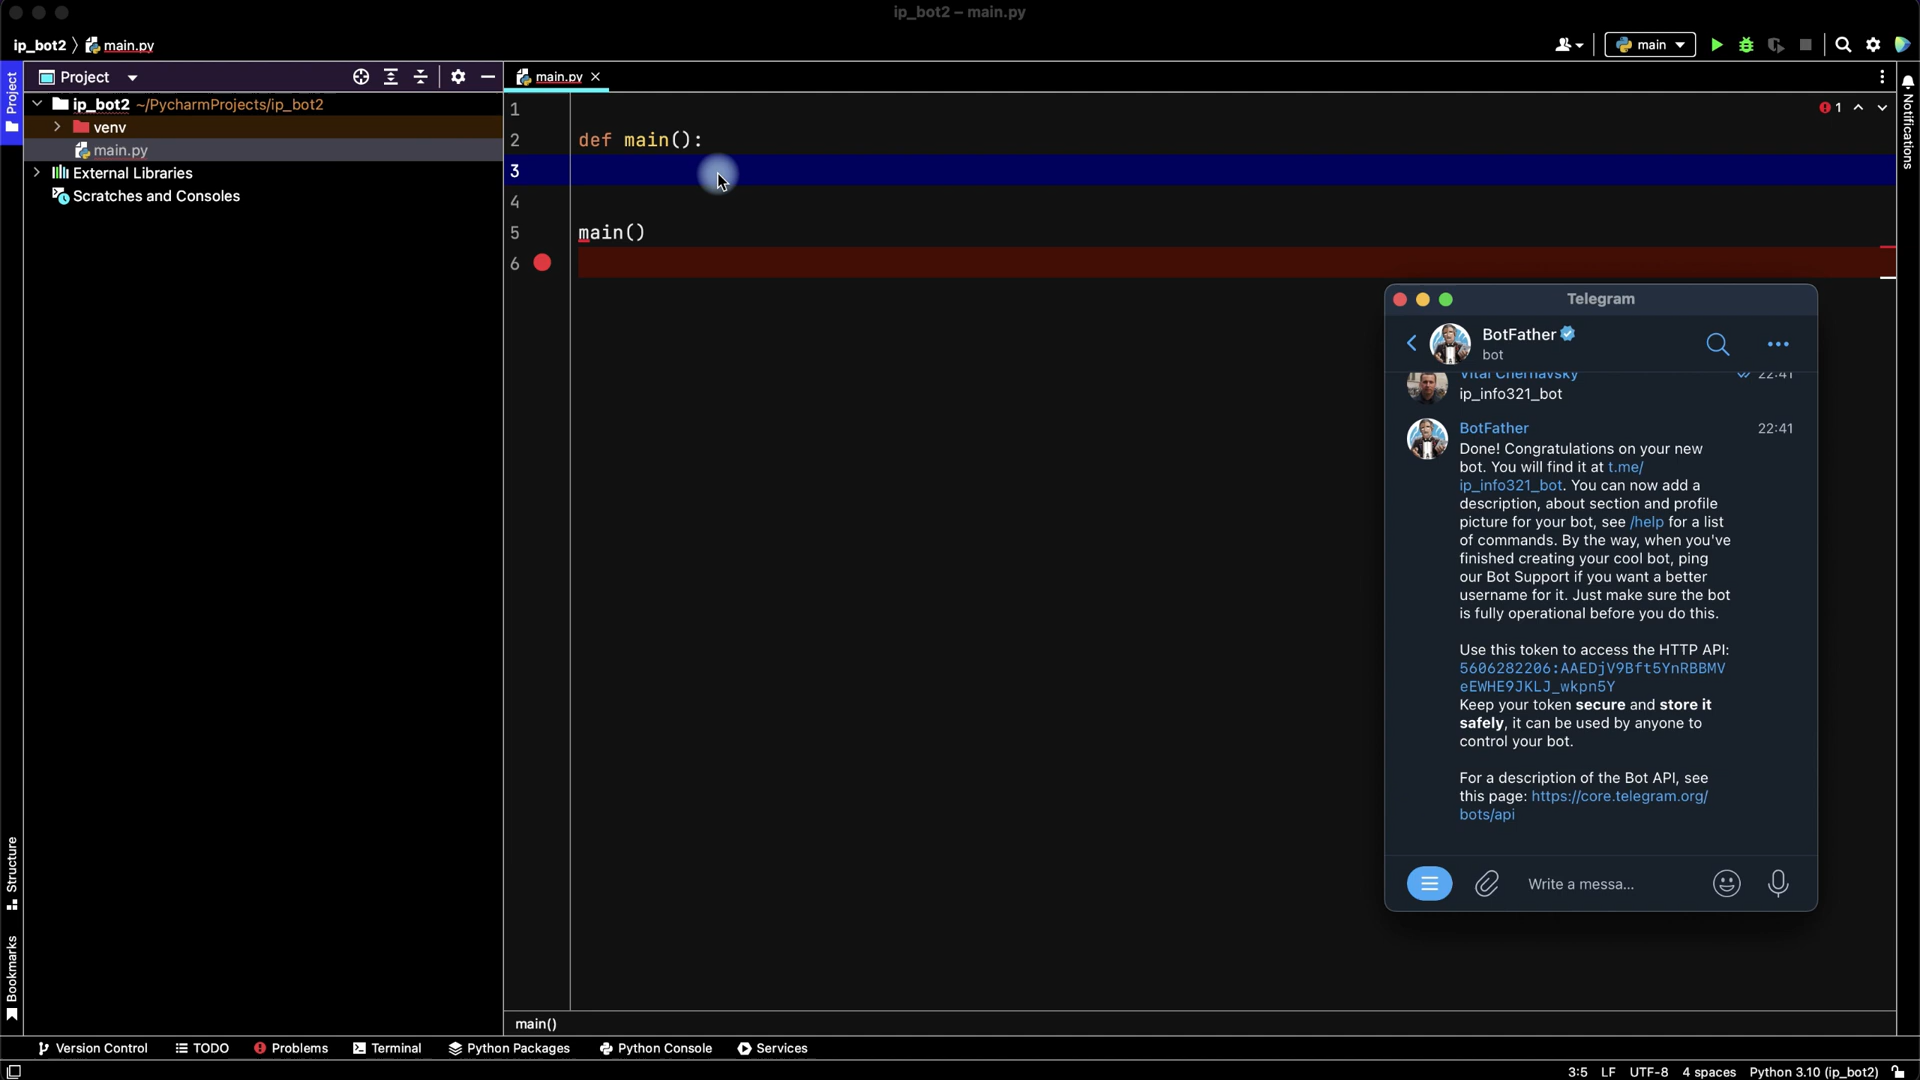 ip_bot2 – main.py
ip_bot2 〉 main.py
main
Project
Project
main.py
ip_bot2 ~/PycharmProjects/ip_bot2
venv
main.py
External Libraries
Scratches and Consoles
1
2 def main():
3
4
5 main()
6
1
Notifications
Telegram
BotFather
bot
Vital Chernavsky 22:41
ip_info321_bot
BotFather 22:41
Done! Congratulations on your new
bot. You will find it at t.me/
ip_info321_bot. You can now add a
description, about section and profile
picture for your bot, see /help for a list
of commands. By the way, when you've
finished creating your cool bot, ping
our Bot Support if you want a better
username for it. Just make sure the bot
is fully operational before you do this.
Use this token to access the HTTP API:
5606282206:AAEDjV9Bft5YnRBBMV
eEWHE9JKLJ_wkpn5Y
Keep your token secure and store it
safely, it can be used by anyone to
control your bot.
For a description of the Bot API, see
this page: https://core.telegram.org/
bots/api
Write a messa...
Structure
Bookmarks
main()
Version Control TODO Problems Terminal Python Packages Python Console Services
3:5 LF UTF-8 4 spaces Python 3.10 (ip_bot2)